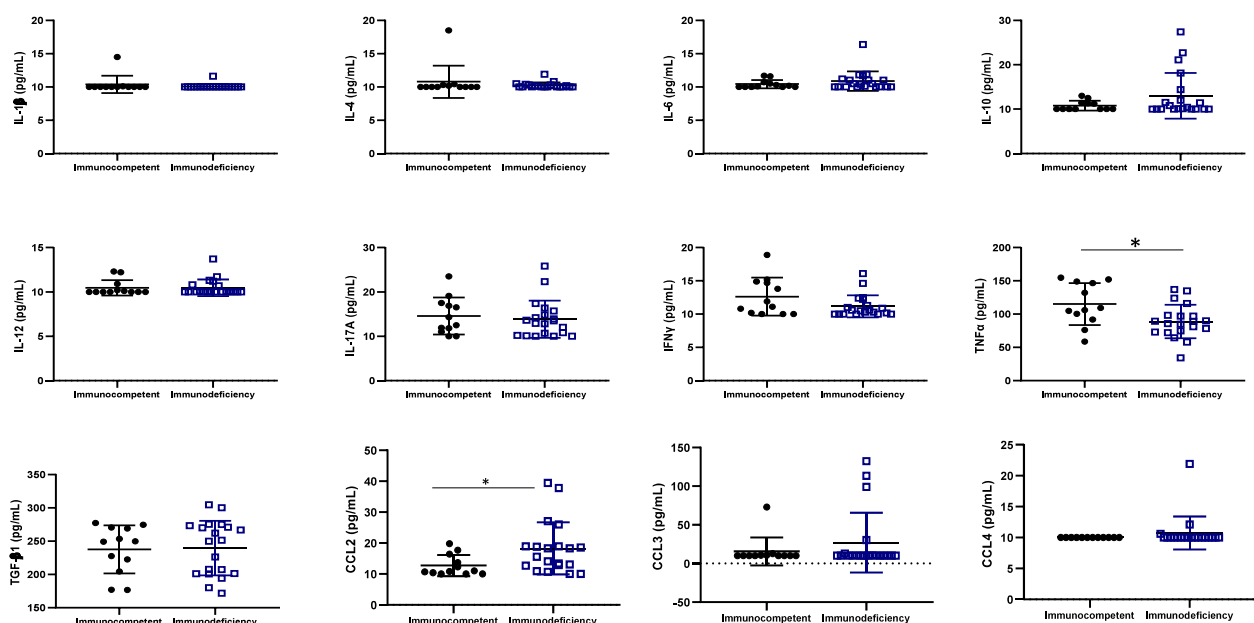 20
15
10
5
0
IL-1β (pg/mL)
Immunocompetent Immunodeficiency
20
15
10
5
0
IL-4 (pg/mL)
Immunocompetent Immunodeficiency
20
15
10
5
0
IL-6 (pg/mL)
Immunocompetent Immunodeficiency
30
20
10
0
IL-10 (pg/mL)
Immunocompetent Immunodeficiency
15
10
5
0
IL-12 (pg/mL)
Immunocompetent Immunodeficiency
30
20
10
0
IL-17A (pg/mL)
Immunocompetent Immunodeficiency
20
15
10
5
0
IFNγ (pg/mL)
Immunocompetent Immunodeficiency
200
150
100
50
0
TNFα (pg/mL)
*
Immunocompetent Immunodeficiency
350
300
250
200
150
TGF-β1 (pg/mL)
Immunocompetent Immunodeficiency
50
40
30
20
10
0
CCL2 (pg/mL)
*
Immunocompetent Immunodeficiency
150
100
50
0
-50
CCL3 (pg/mL)
Immunocompetent Immunodeficiency
25
20
15
10
5
0
CCL4 (pg/mL)
Immunocompetent Immunodeficiency